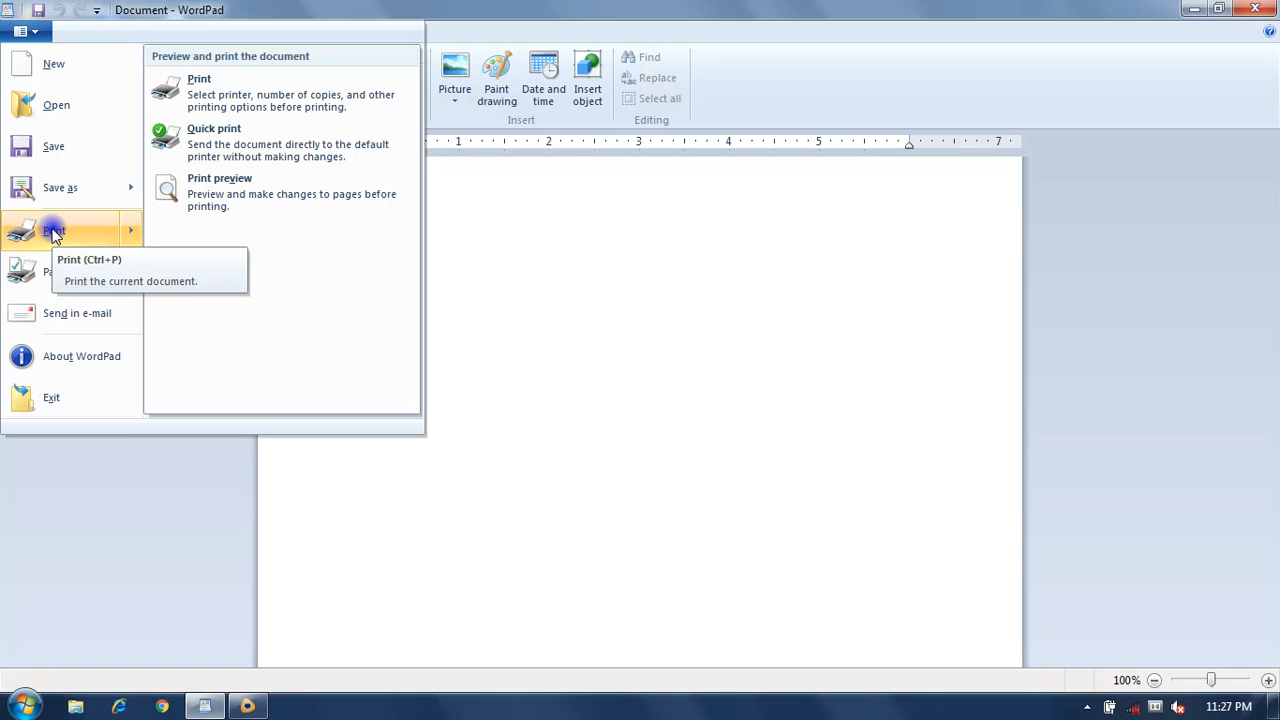 Document - WordPad
New
Open
Save
Save as
Print
Pa
Send in e-mail
About WordPad
Exit
Preview and print the document
Print
Select printer, number of copies, and other
printing options before printing.
Quick print
Send the document directly to the default
printer without making changes.
Print preview
Preview and make changes to pages before
printing.
Print (Ctrl+P)
Print the current document.
Picture
Paint
drawing
Date and
time
Insert
object
Insert
Find
Replace
Select all
Editing
1 2 3 4 5 7
100%
11:27 PM